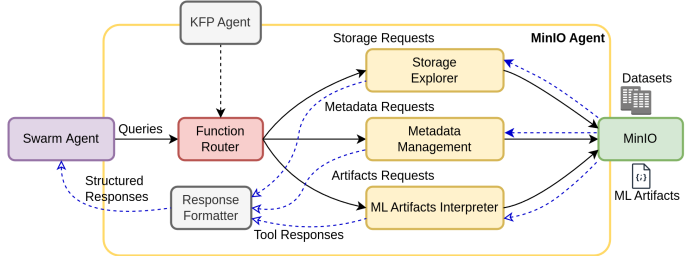 KFP Agent
Storage Requests
MinIO Agent
Storage
Explorer
Datasets
Metadata Requests
Swarm Agent
Queries
Function
Router
Metadata
Management
MinIO
Artifacts Requests
Structured
Responses
Response
Formatter
ML Artifacts Interpreter
{;}
ML Artifacts
Tool Responses